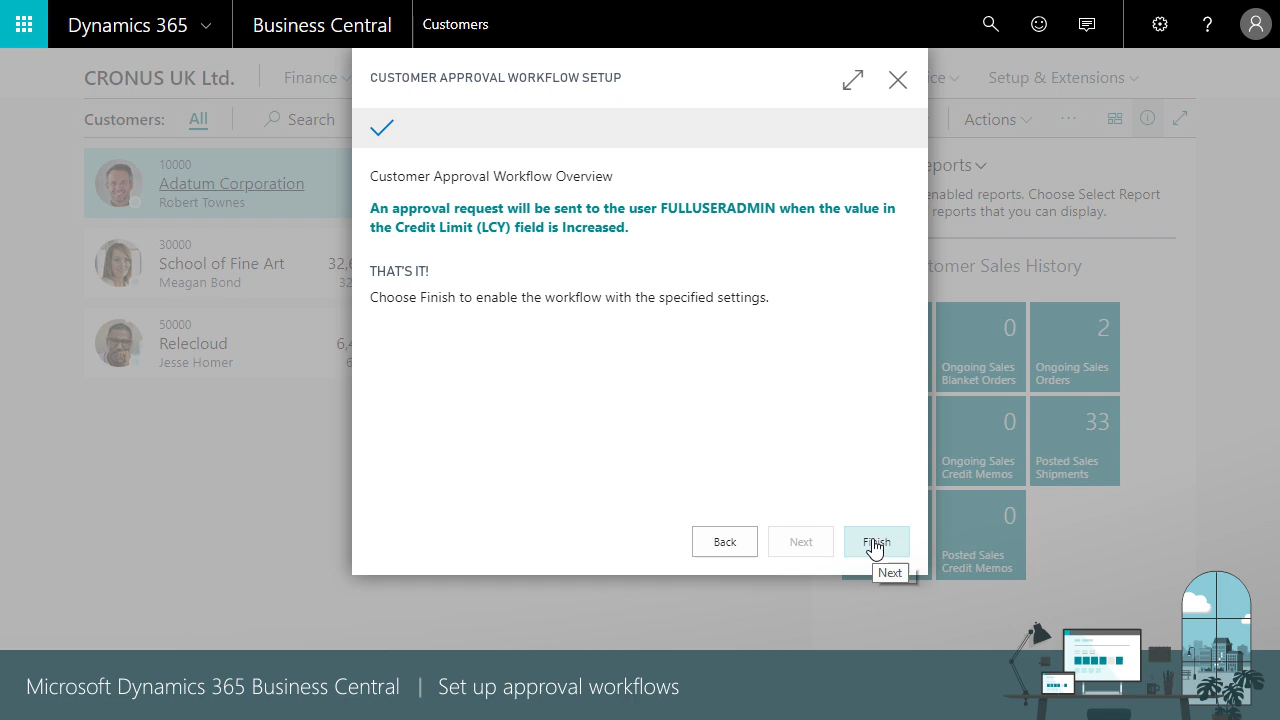 Dynamics 365
Business Central
Customers
CRONUS UK Ltd.
Finance
Setup & Extensions
CUSTOMER APPROVAL WORKFLOW SETUP
Customers:
All
Search
Actions
10000
Adatum Corporation
Robert Townes
30000
School of Fine Art
Meagan Bond
50000
Relecloud
Jesse Homer
Customer Approval Workflow Overview
An approval request will be sent to the user FULLUSERADMIN when the value in
the Credit Limit (LCY) field is Increased.
THAT'S IT!
Choose Finish to enable the workflow with the specified settings.
Back
Next
Finish
Next
enabled reports. Choose Select Report
reports that you can display.
Sales History
0
Ongoing Sales
Blanket Orders
2
Ongoing Sales
Orders
0
Ongoing Sales
Credit Memos
33
Posted Sales
Shipments
0
Posted Sales
Credit Memos
Microsoft Dynamics 365 Business Central | Set up approval workflows